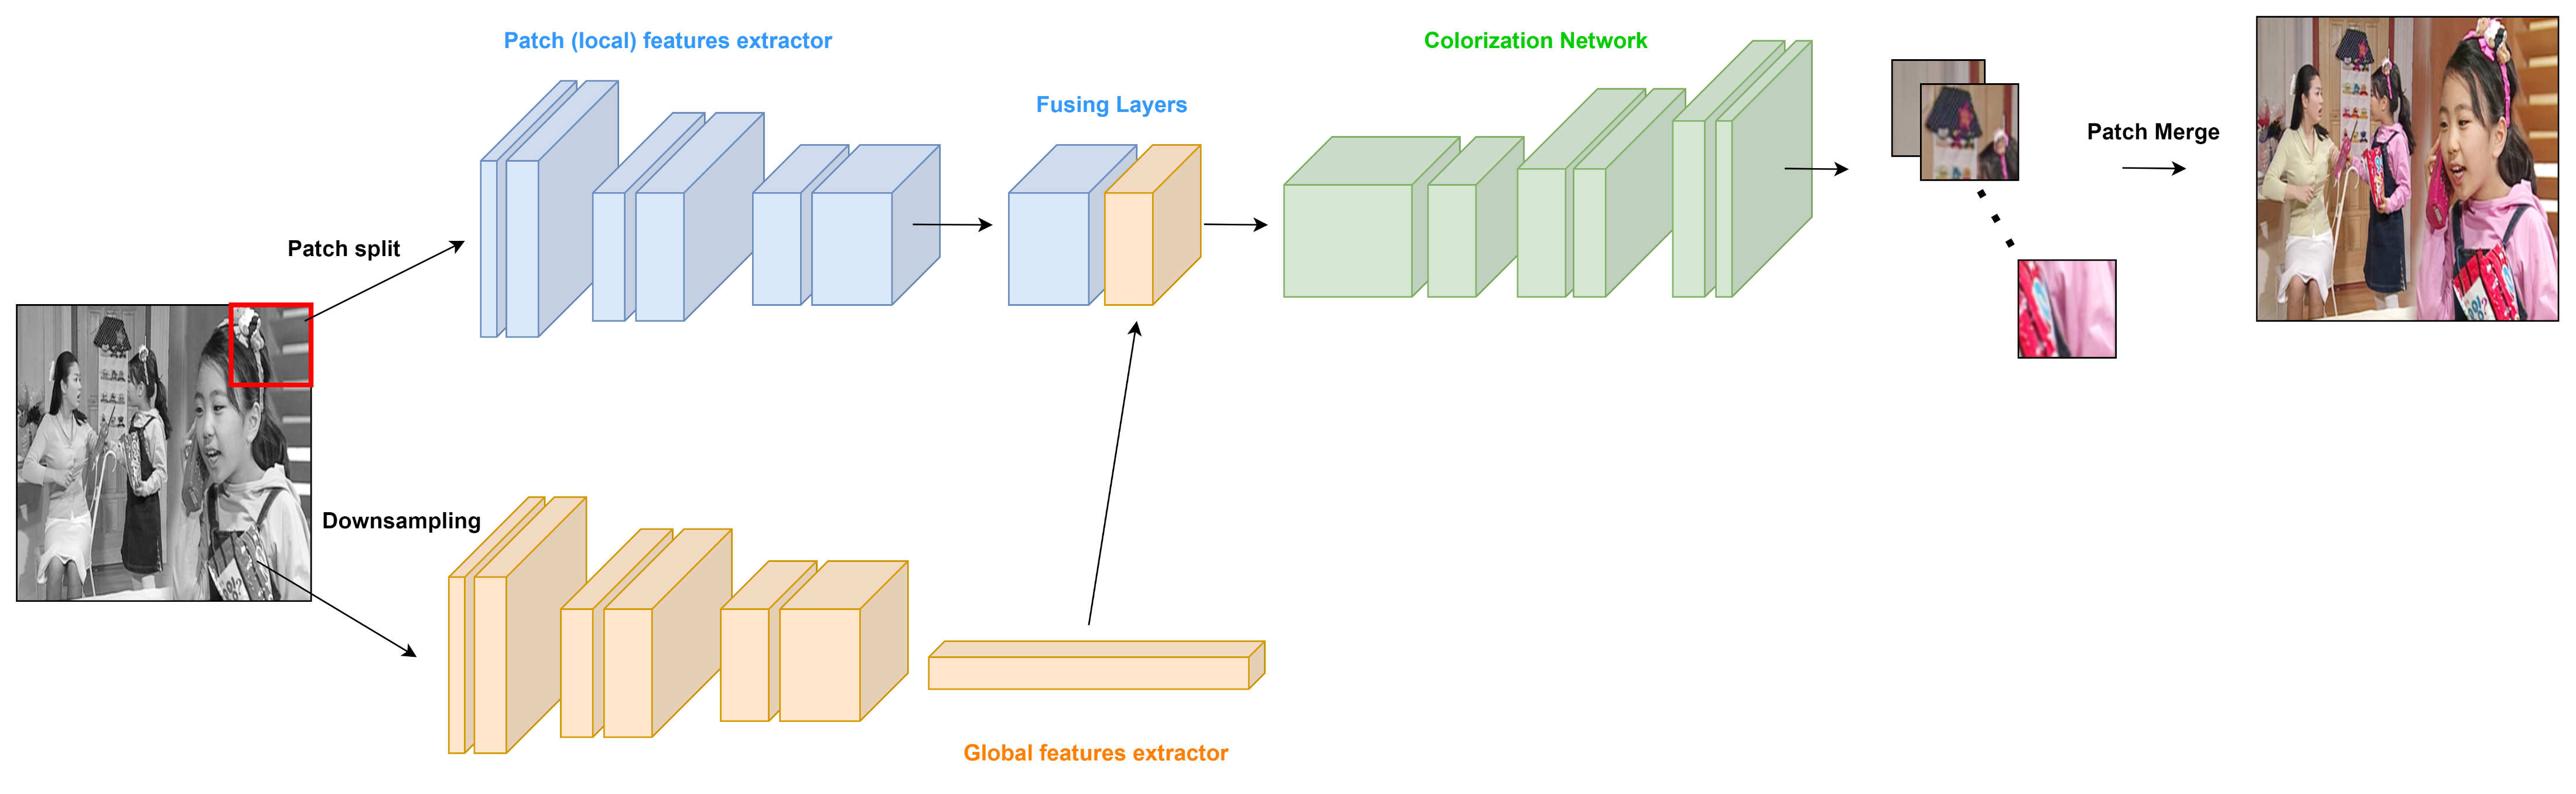 Patch (local) features extractor
Colorization Network
Fusing Layers
Patch Merge
Patch split
Downsampling
Global features extractor